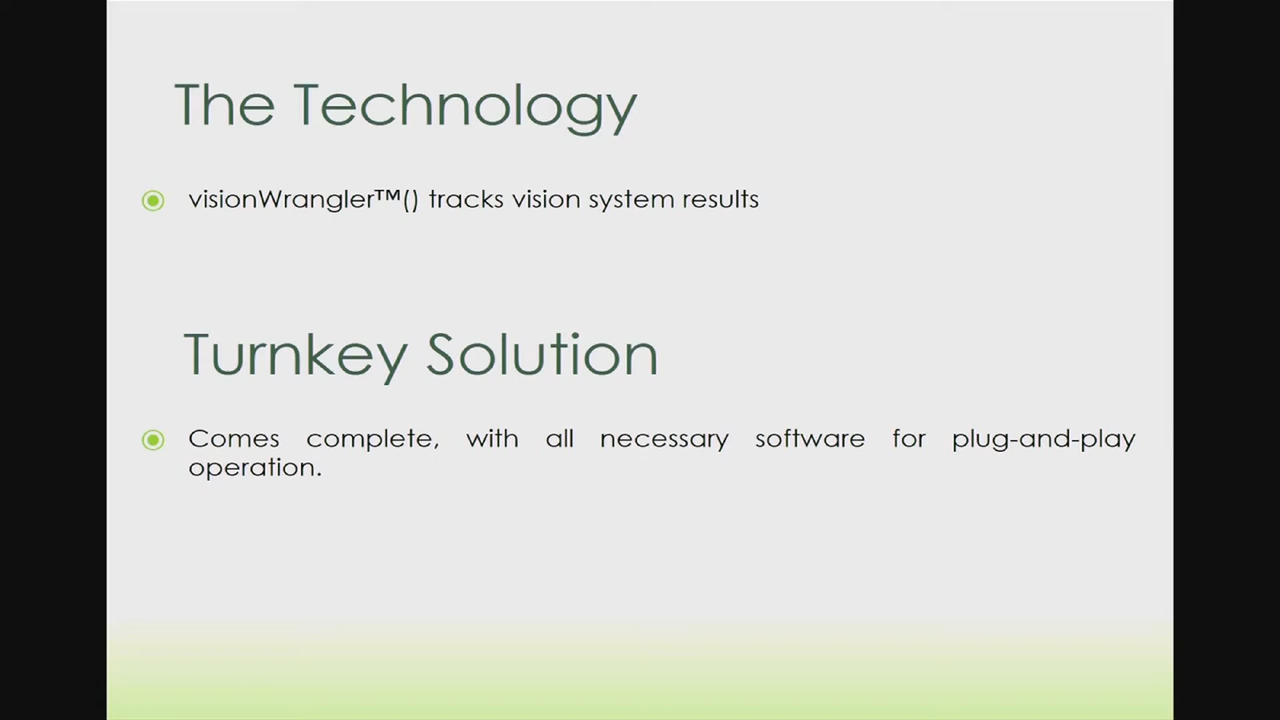 The Technology
visionWrangler™() tracks vision system results
Turnkey Solution
Comes complete, with all necessary software for plug-and-play
operation.